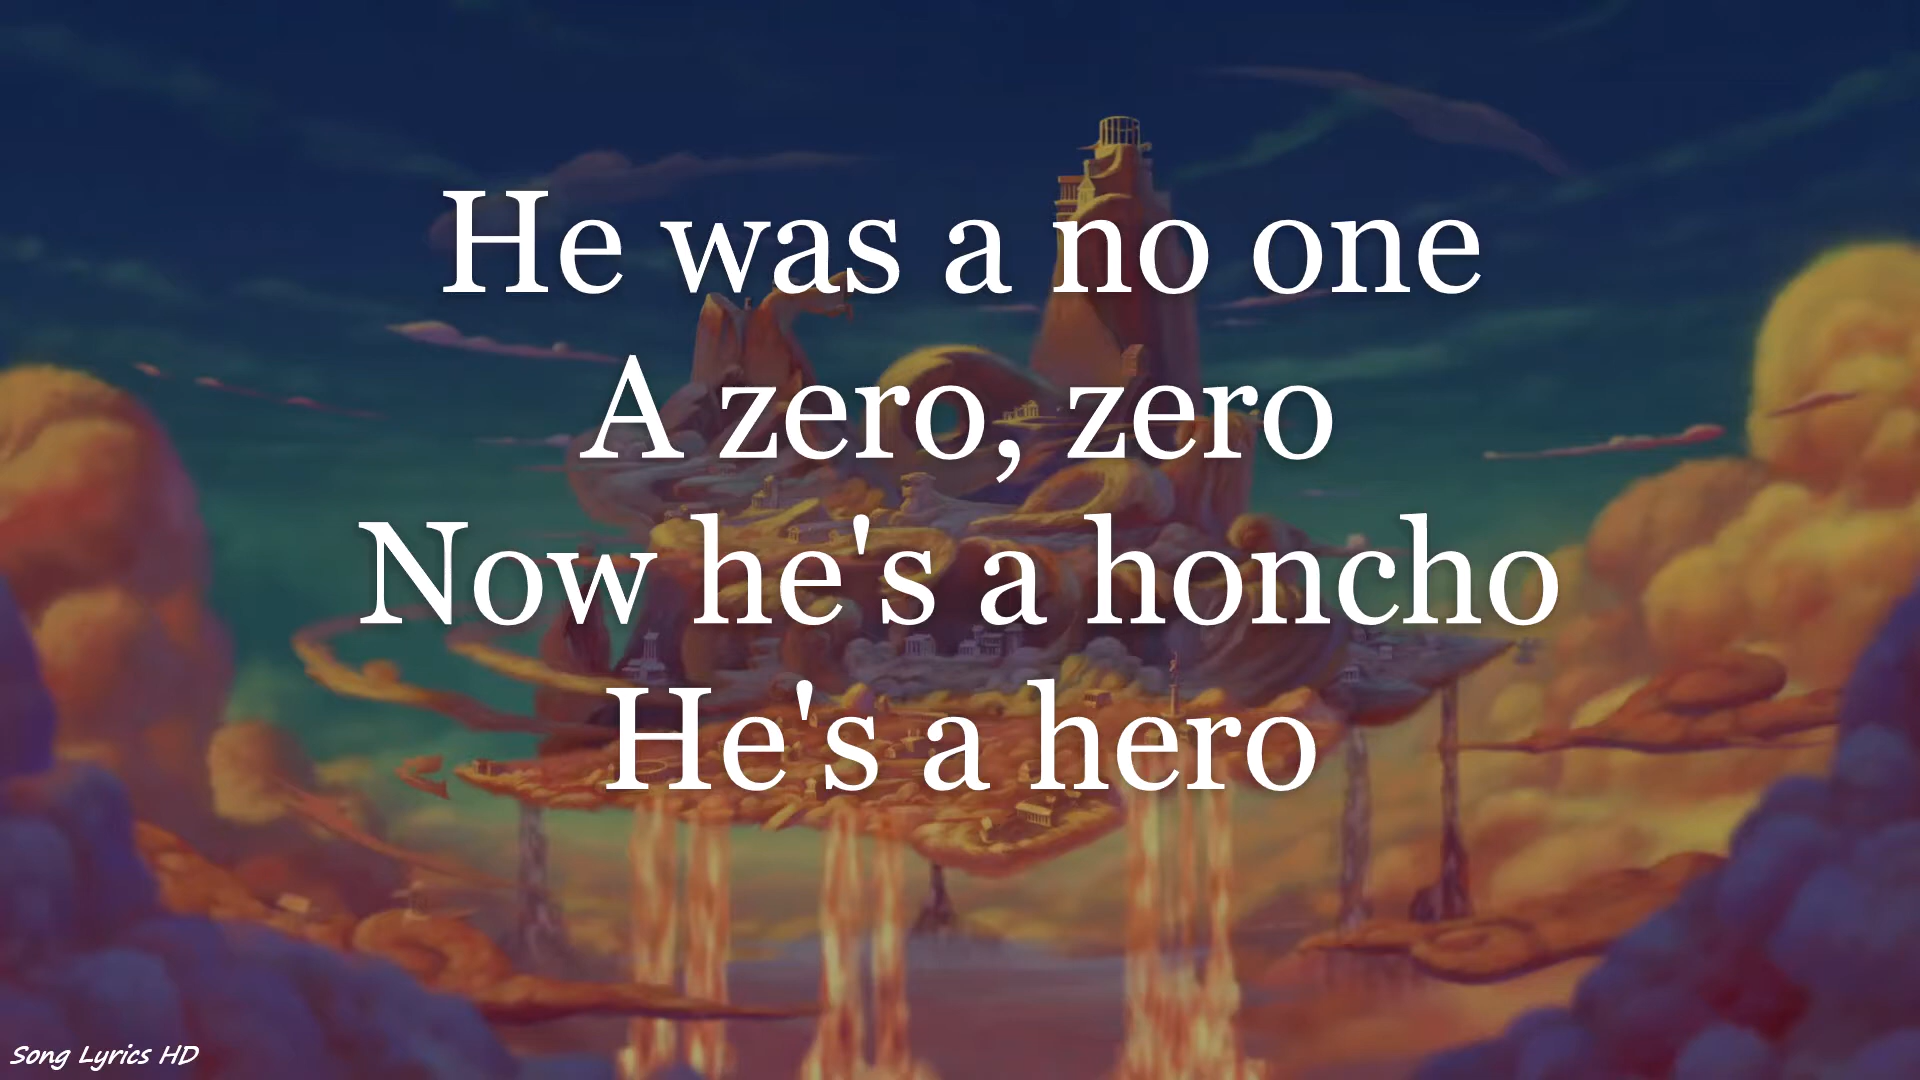 He was a no one
A zero, zero
Now he's a honcho
He's a hero
Song Lyrics HD